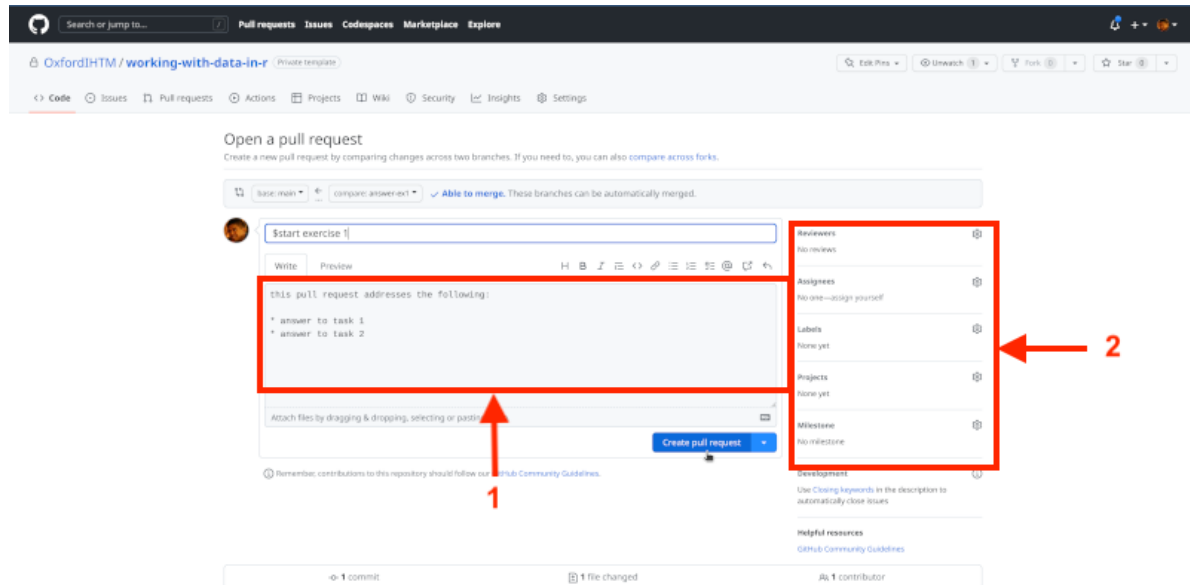 Search or jump to... / Pull requests Issues Codespaces Marketplace Explore
OxfordIHTM / working-with-data-in-r Private template Edit Pins Unwatch 1 Fork 0 Star 0
Code Issues Pull requests Actions Projects Wiki Security Insights Settings
Open a pull request
Create a new pull request by comparing changes across two branches. If you need to, you can also compare across forks.
base: main compare: answer-ex1 Able to merge. These branches can be automatically merged.
$start exercise 1
Write Preview
this pull request addresses the following:
* answer to task 1
* answer to task 2
Attach files by dragging & dropping, selecting or
Create pull request
Remember, contributions to this repository should follow our GitHub Community Guidelines.
1
Reviewers
No reviews
Assignees
No one—assign yourself
Labels
None yet
Projects
None yet
Milestone
No milestone
2
Development
Use Closing keywords in the description to
automatically close issues
Helpful resources
GitHub Community Guidelines
1 commit 1 file changed 1 contributor